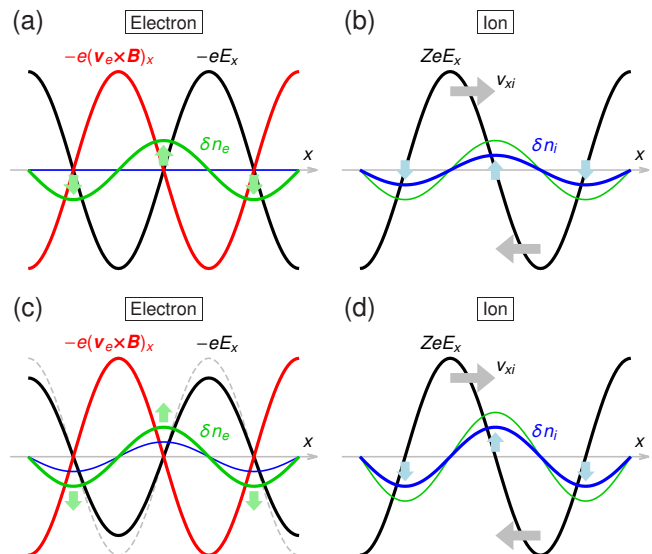 (a) Electron
−e(vₑ×B)ₓ −eEₓ
δnₑ
x
(b) Ion
ZeEₓ vₓᵢ
δnᵢ
x
(c) Electron
−e(vₑ×B)ₓ −eEₓ
δnₑ
x
(d) Ion
ZeEₓ vₓᵢ
δnᵢ
x